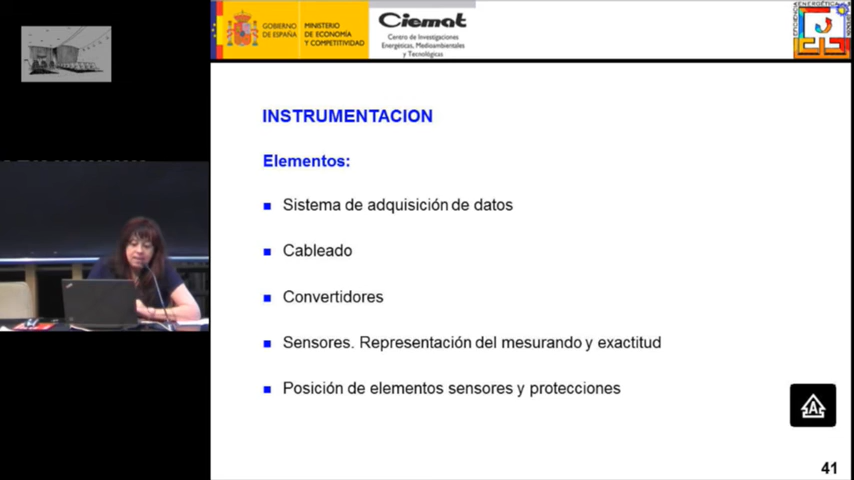 GOBIERNO
DE ESPAÑA
MINISTERIO
DE ECONOMÍA
Y COMPETITIVIDAD
Ciemat
Centro de Investigaciones
Energéticas, Medioambientales
y Tecnológicas
INSTRUMENTACION
Elementos:
Sistema de adquisición de datos
Cableado
Convertidores
Sensores. Representación del mesurando y exactitud
Posición de elementos sensores y protecciones
A
41